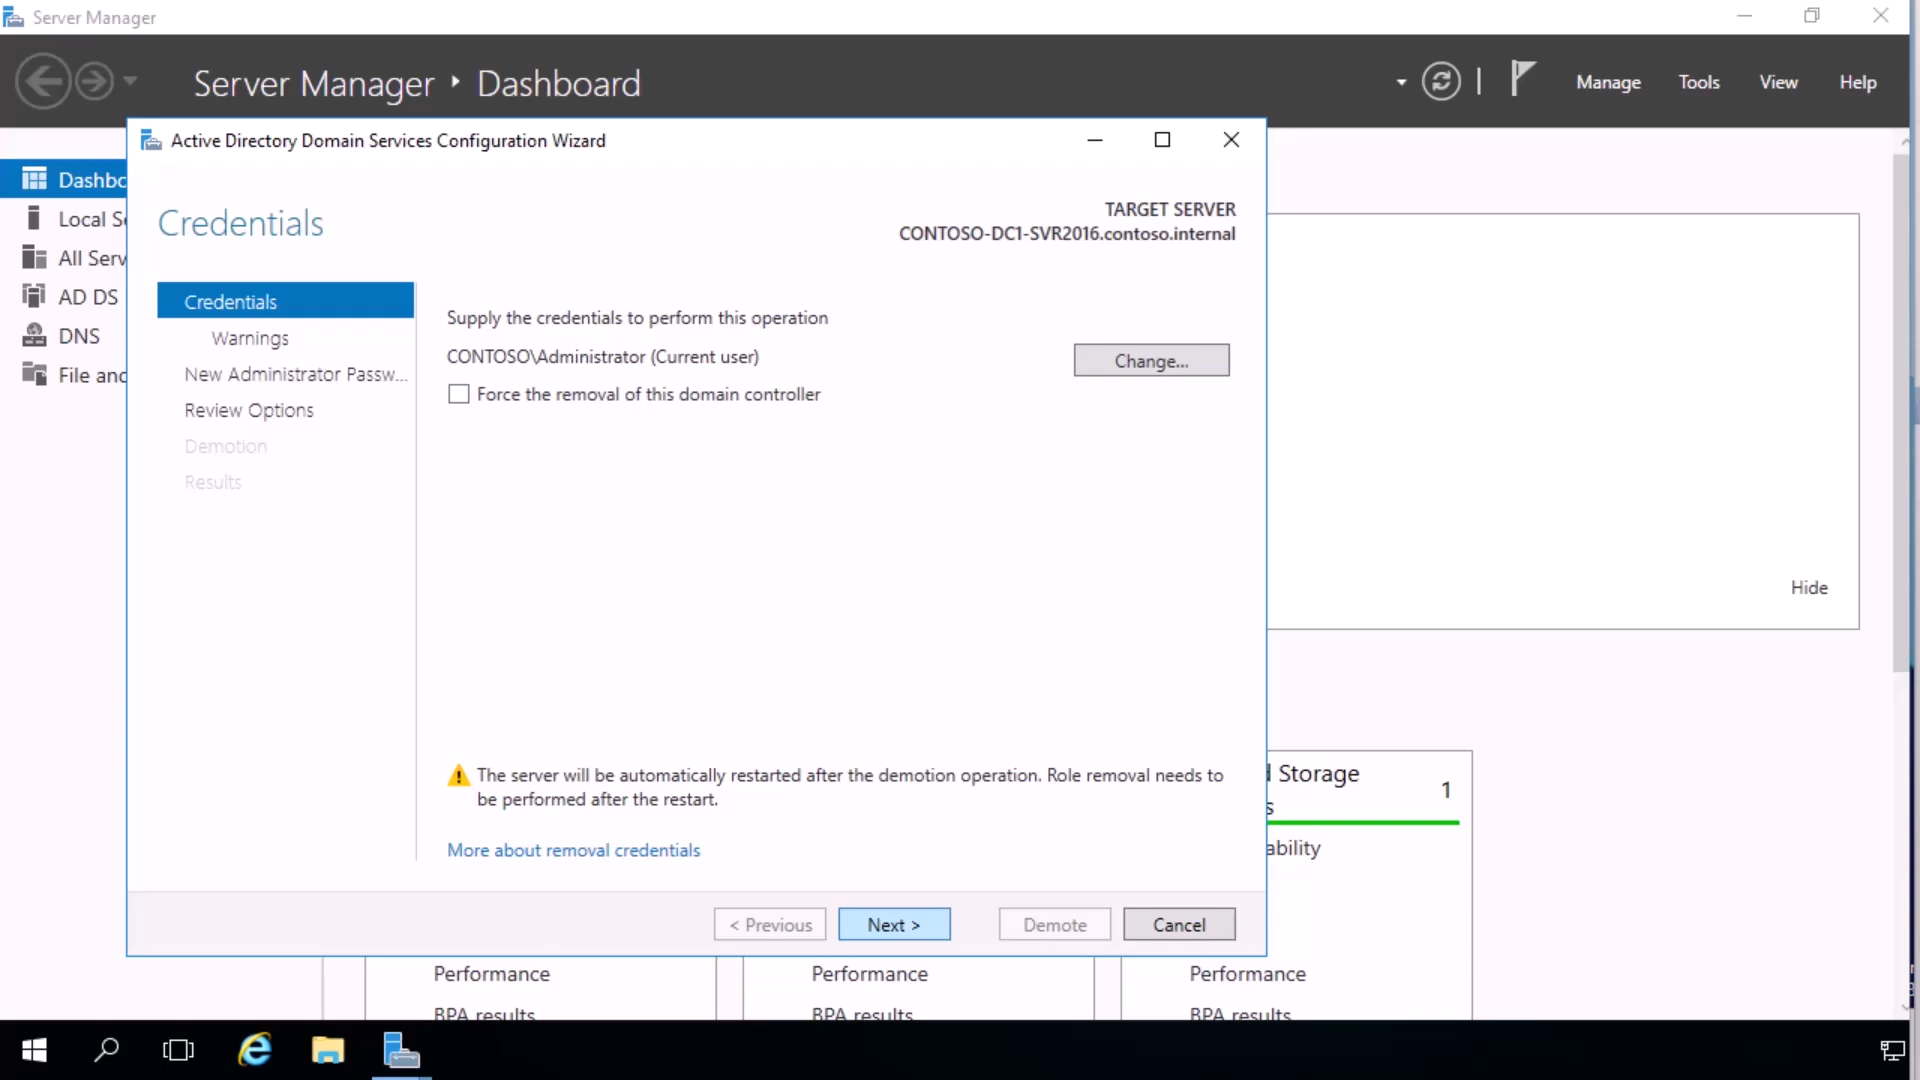 Server Manager
Server Manager ‣ Dashboard
Manage
Tools
View
Help
Active Directory Domain Services Configuration Wizard
Dashbo
Local Se
All Serv
AD DS
DNS
File and
Credentials
TARGET SERVER
CONTOSO-DC1-SVR2016.contoso.internal
Credentials
Warnings
New Administrator Passw...
Review Options
Demotion
Results
Supply the credentials to perform this operation
CONTOSO\Administrator (Current user)
Change...
Force the removal of this domain controller
The server will be automatically restarted after the demotion operation. Role removal needs to
be performed after the restart.
More about removal credentials
< Previous
Next >
Demote
Cancel
Hide
Storage
1
s
ability
Performance
Performance
Performance
BPA results
BPA results
BPA results